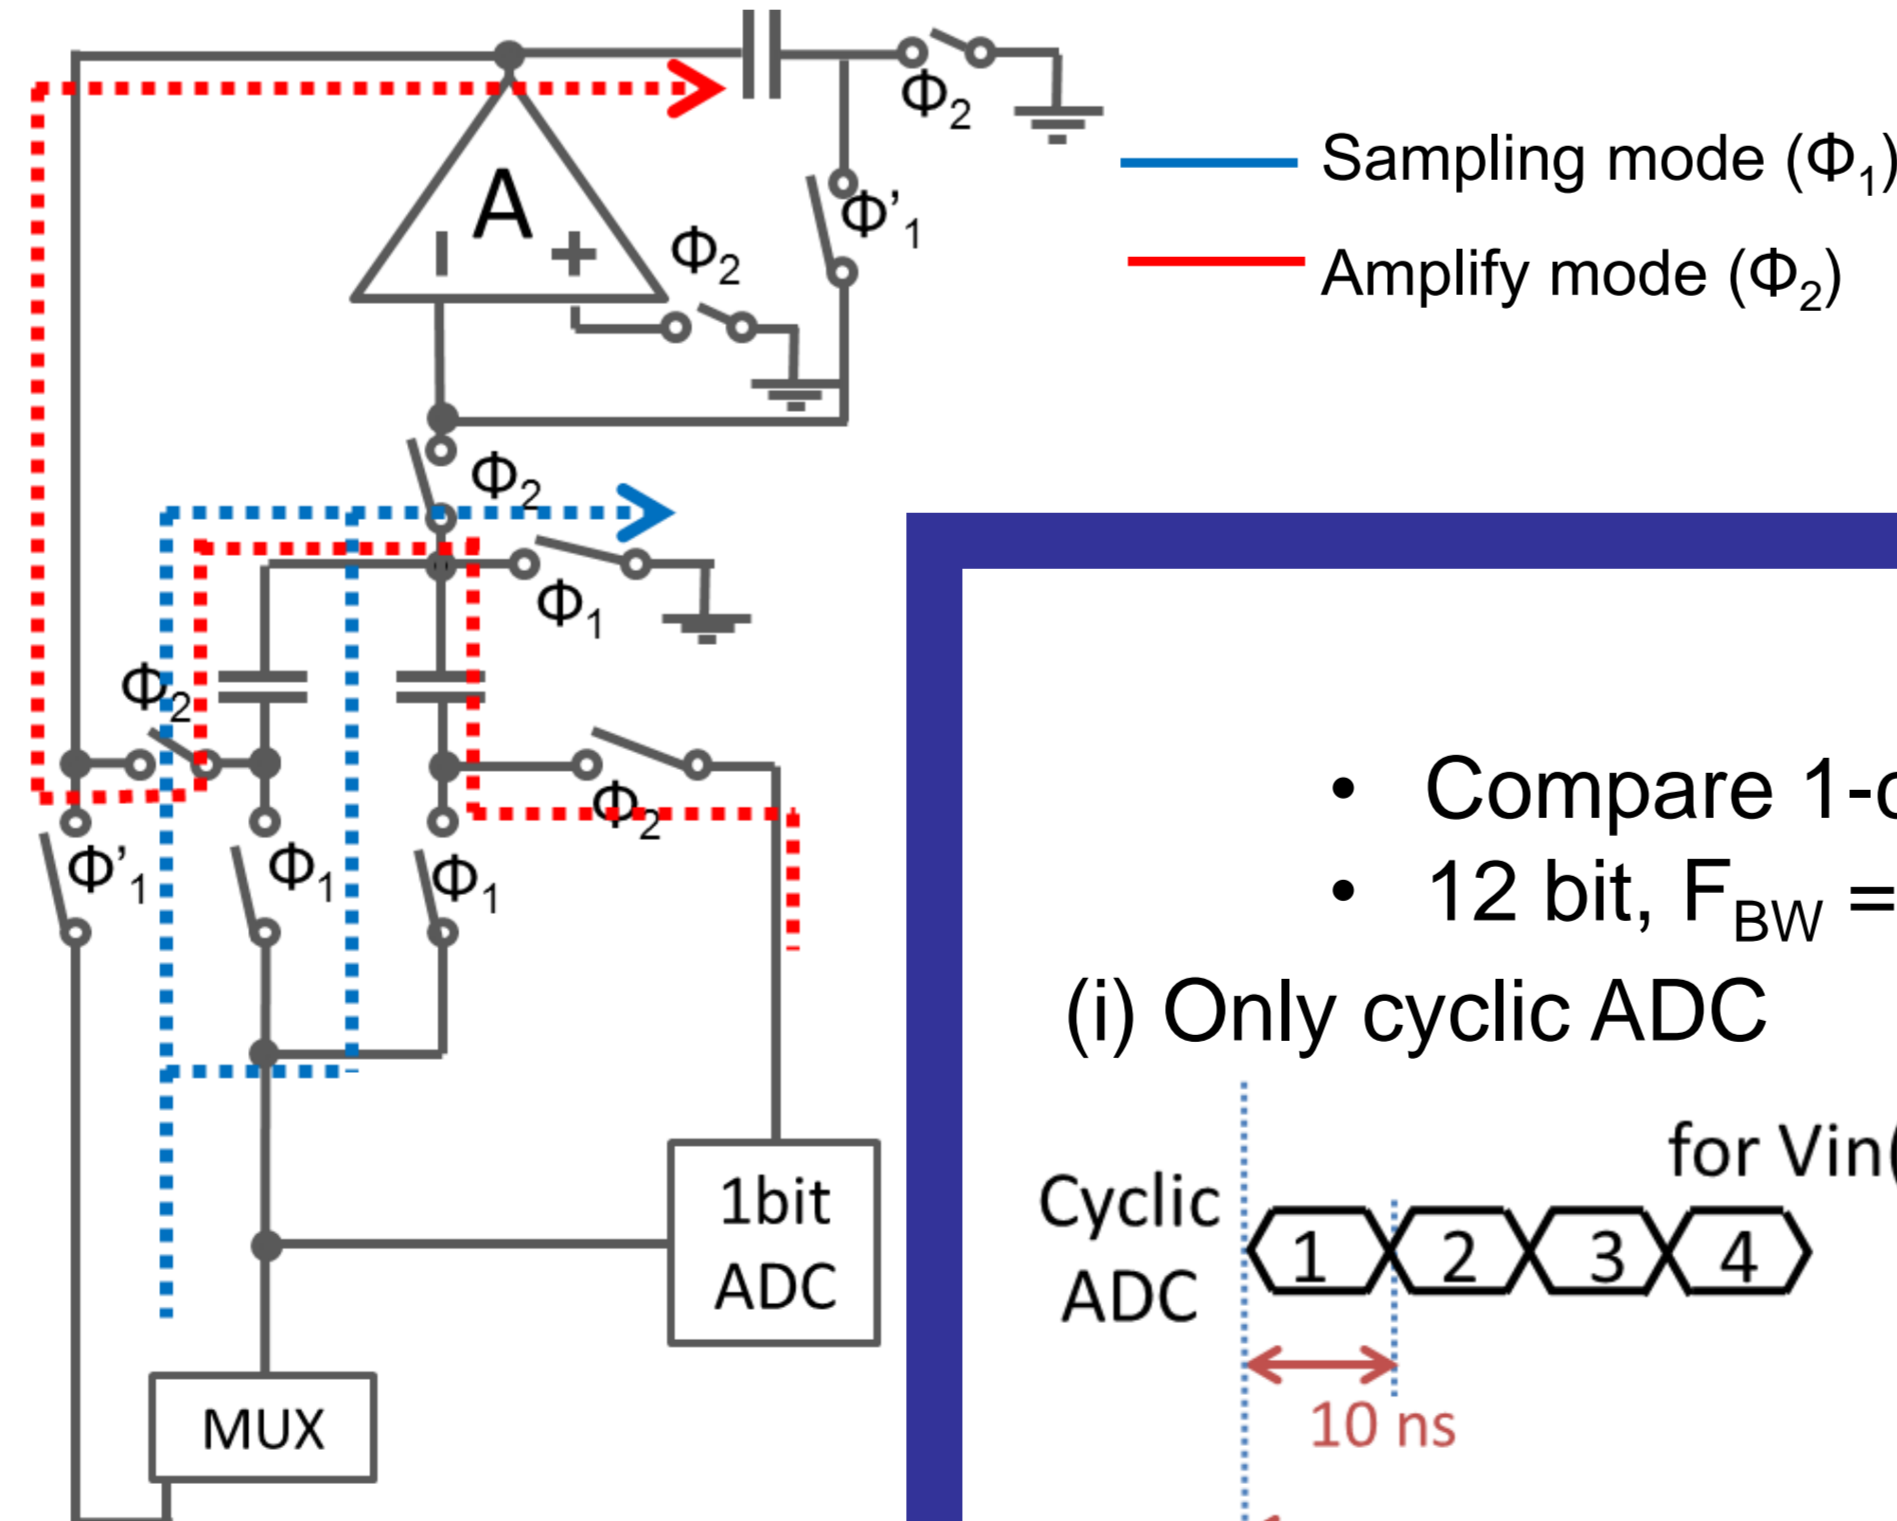 Φ2
A
Φ'1
Φ2
− +
Φ2
Φ1
Φ2
Φ2
Φ'1
Φ1
Φ1
1bit
ADC
MUX
Sampling mode (Φ1)
Amplify mode (Φ2)
• Compare 1-
• 12 bit, FBW =
(i) Only cyclic ADC
for Vin(
Cyclic
ADC
1 2 3 4
10 ns